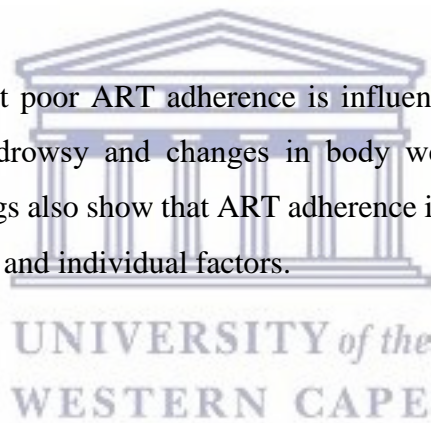 t poor ART adherence is influen
drowsy and changes in body we
gs also show that ART adherence i
and individual factors.
UNIVERSITY of the
WESTERN CAPE